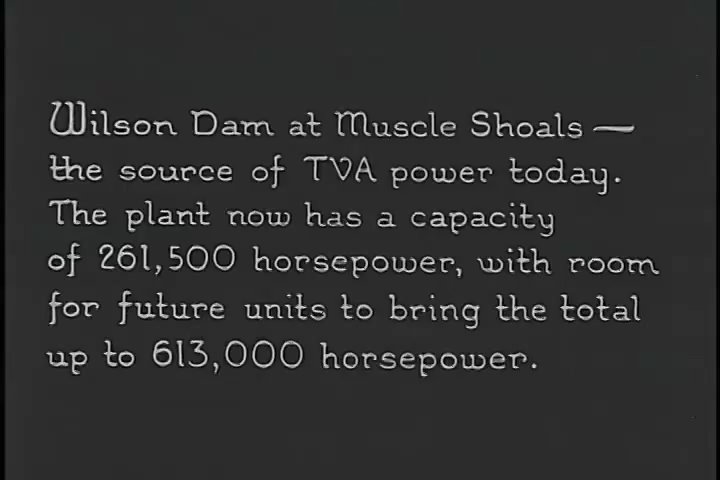 Wilson Dam at Muscle Shoals —
the source of TVA power today.
The plant now has a capacity
of 261,500 horsepower, with room
for future units to bring the total
up to 613,000 horsepower.